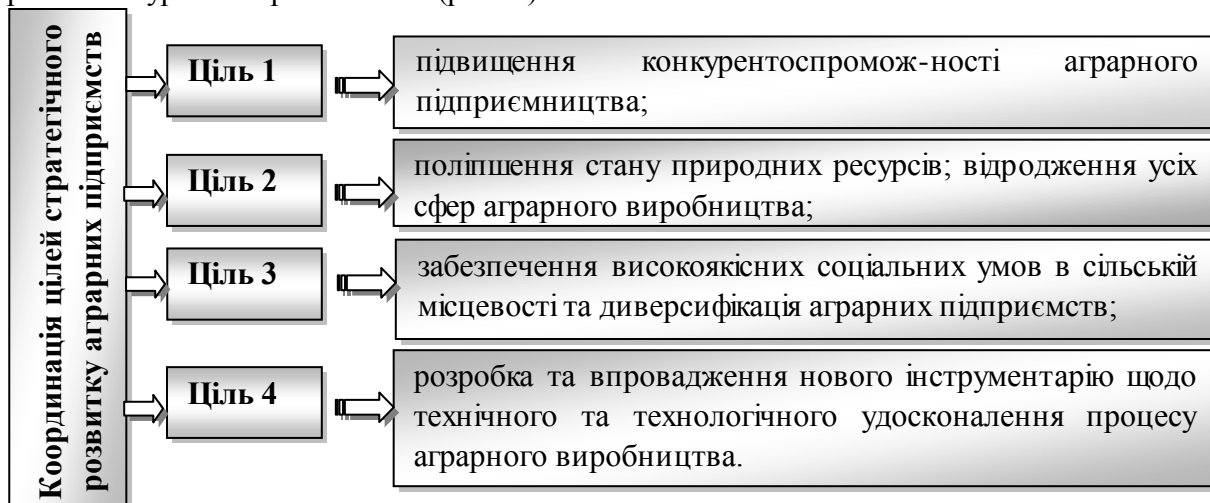 Координація цілей стратегічного
розвитку аграрних підприємств
Ціль 1
підвищення конкурентоспромож-ності аграрного
підприємництва;
Ціль 2
поліпшення стану природних ресурсів; відродження усіх
сфер аграрного виробництва;
Ціль 3
забезпечення високоякісних соціальних умов в сільській
місцевості та диверсифікація аграрних підприємств;
Ціль 4
розробка та впровадження нового інструментарію щодо
технічного та технологічного удосконалення процесу
аграрного виробництва.